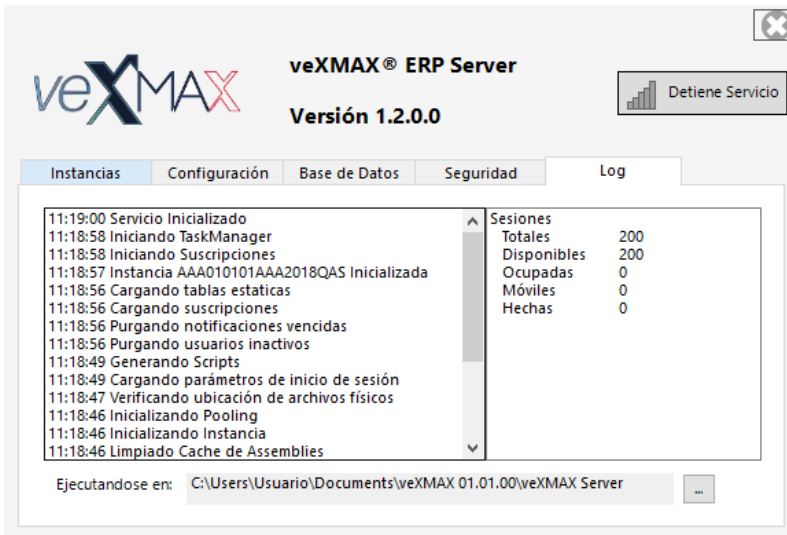 veXMAX
veXMAX® ERP Server
Versión 1.2.0.0
Detiene Servicio
Instancias
Configuración
Base de Datos
Seguridad
Log
11:19:00 Servicio Inicializado
11:18:58 Iniciando TaskManager
11:18:58 Iniciando Suscripciones
11:18:57 Instancia AAA010101AAA2018QAS Inicializada
11:18:56 Cargando tablas estaticas
11:18:56 Cargando suscripciones
11:18:56 Purgando notificaciones vencidas
11:18:56 Purgando usuarios inactivos
11:18:49 Generando Scripts
11:18:49 Cargando parámetros de inicio de sesión
11:18:47 Verificando ubicación de archivos físicos
11:18:46 Inicializando Pooling
11:18:46 Inicializando Instancia
11:18:46 Limpiado Cache de Assemblies
Sesiones
Totales 200
Disponibles 200
Ocupadas 0
Móviles 0
Hechas 0
Ejecutandose en: C:\Users\Usuario\Documents\veXMAX 01.01.00\veXMAX Server
...